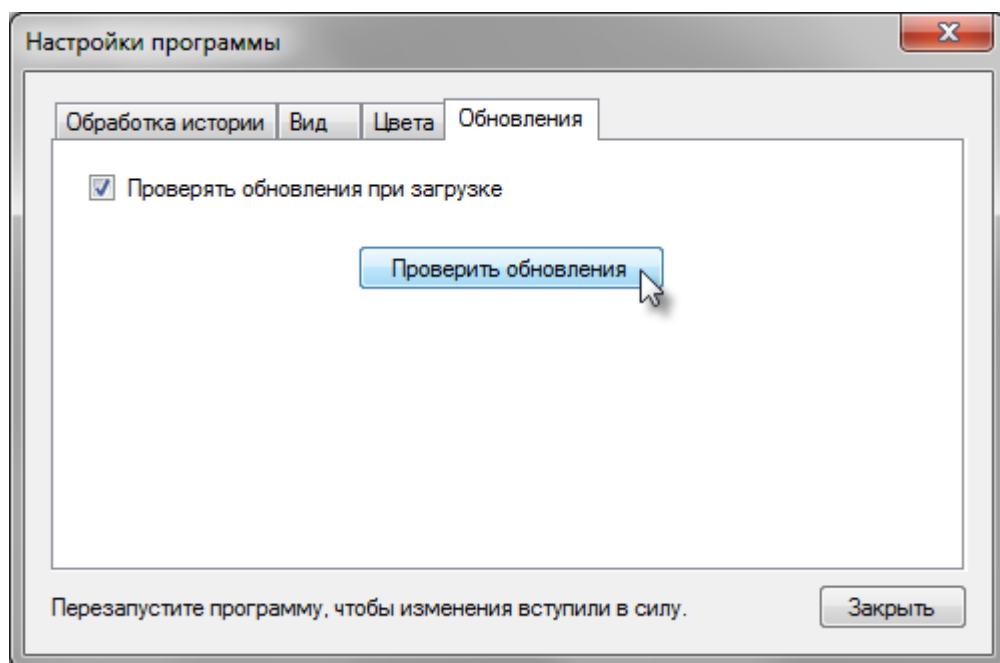 Настройки программы
Обработка истории Вид Цвета Обновления
Проверять обновления при загрузке
Проверить обновления
Перезапустите программу, чтобы изменения вступили в силу. Закрыть